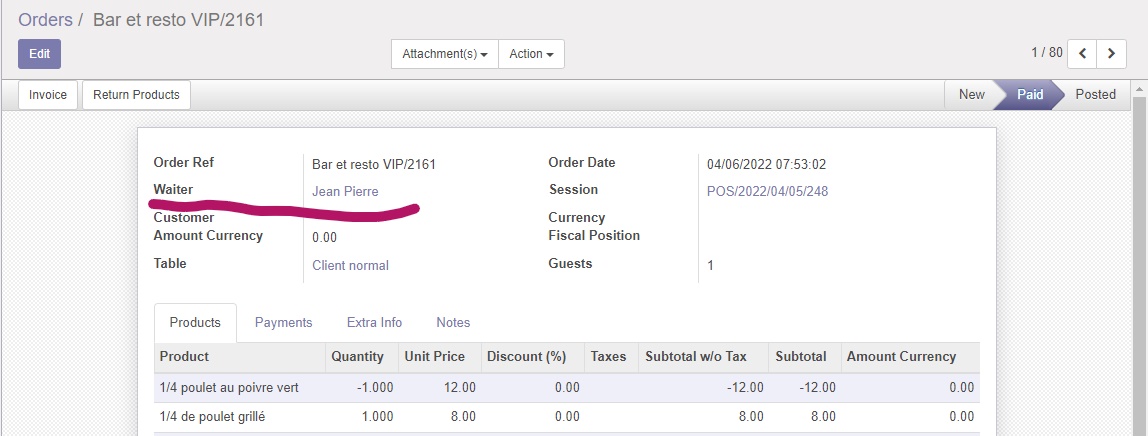 Orders / Bar et resto VIP/2161
Edit Attachment(s) Action 1 / 80
Invoice Return Products New Paid Posted
Order Ref Bar et resto VIP/2161 Order Date 04/06/2022 07:53:02
Waiter Jean Pierre Session POS/2022/04/05/248
Customer Currency
Amount Currency 0.00 Fiscal Position
Table Client normal Guests 1
Products Payments Extra Info Notes
Product Quantity Unit Price Discount (%) Taxes Subtotal w/o Tax Subtotal Amount Currency
1/4 poulet au poivre vert -1.000 12.00 0.00 -12.00 -12.00 0.00
1/4 de poulet grillé 1.000 8.00 0.00 8.00 8.00 0.00